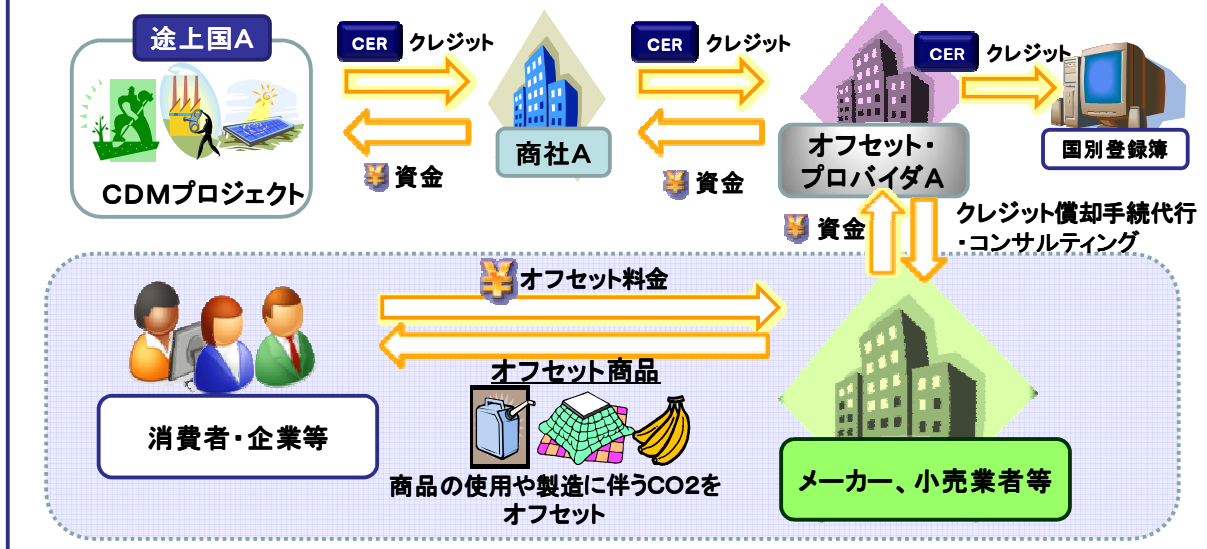 途上国A
CER クレジット
CER クレジット
CER クレジット
CDMプロジェクト
商社A
オフセット・
プロバイダA
国別登録簿
¥ 資金
¥ 資金
¥ 資金
クレジット償却手続代行
・コンサルティング
¥ オフセット料金
オフセット商品
消費者・企業等
商品の使用や製造に伴うCO2を
オフセット
メーカー、小売業者等